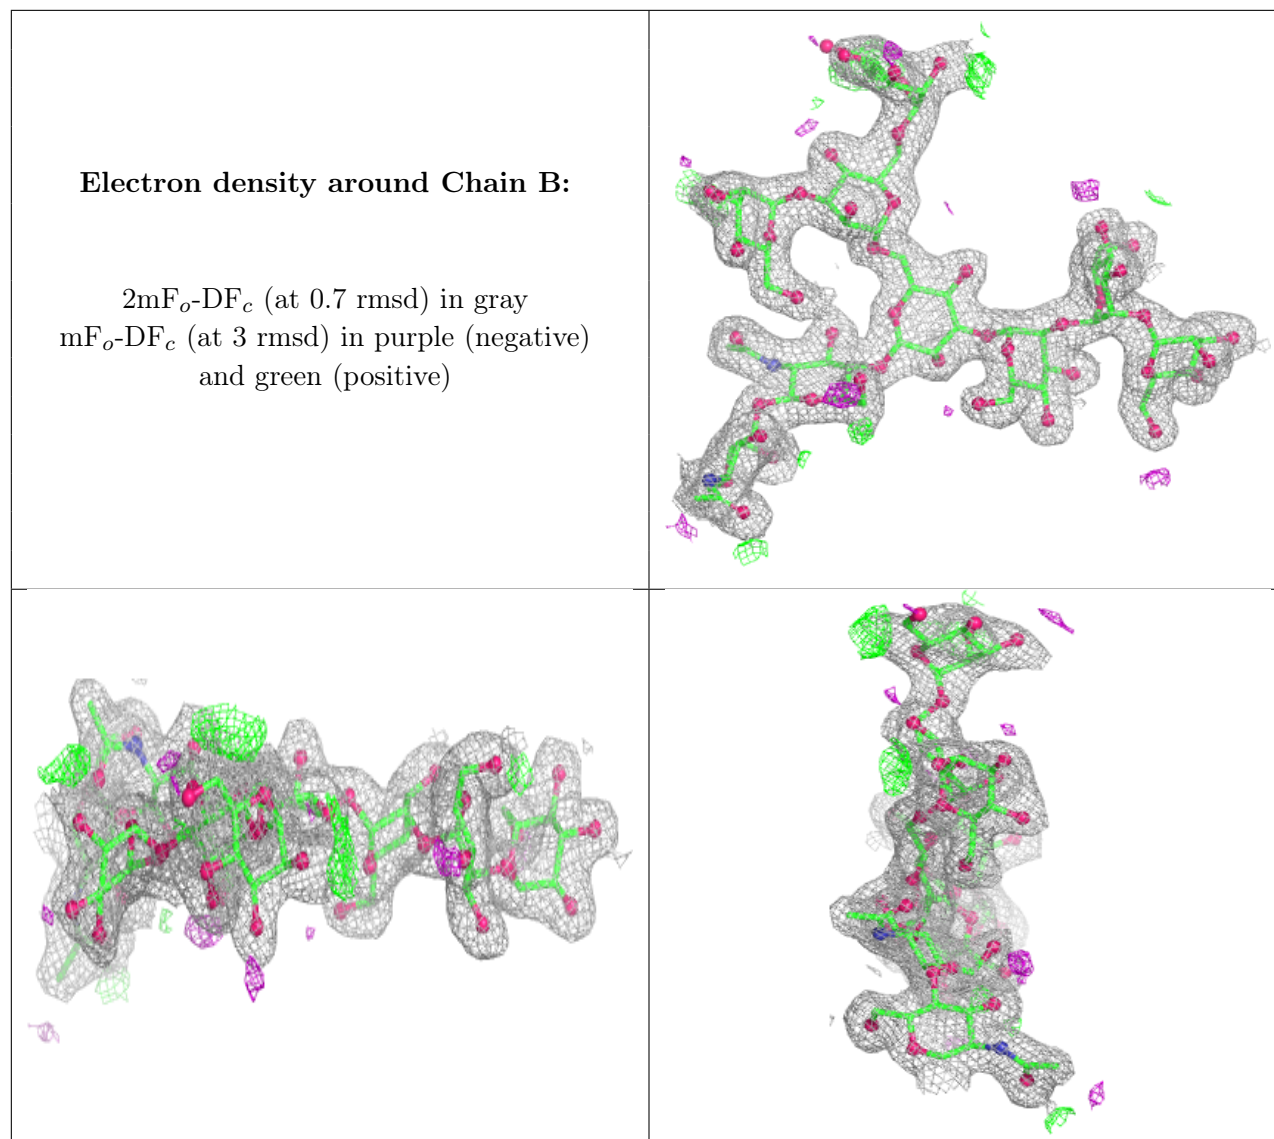 Electron density around Chain B:
2mFₒ-DF𝒸 (at 0.7 rmsd) in gray
mFₒ-DF𝒸 (at 3 rmsd) in purple (negative)
and green (positive)